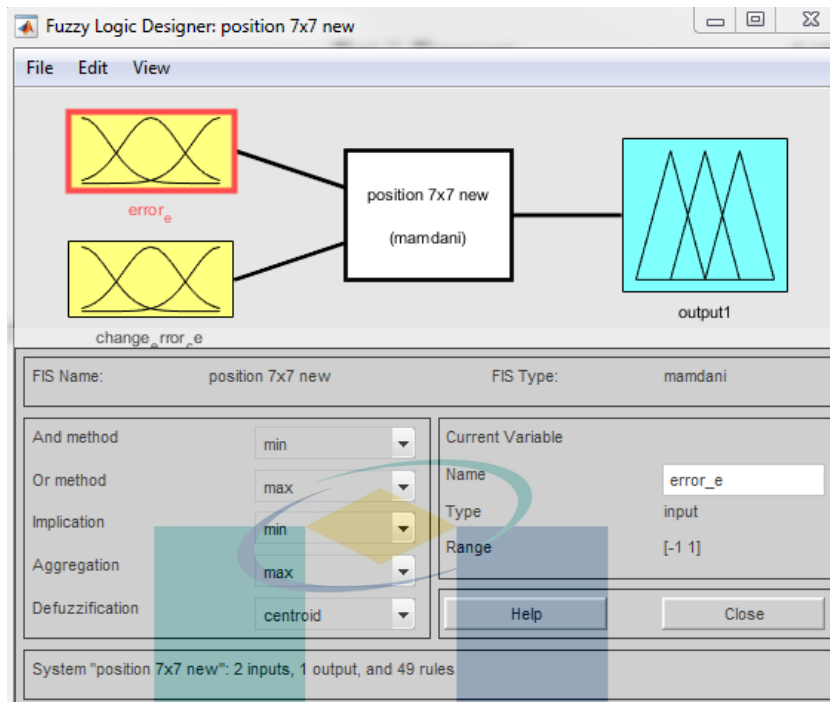 Fuzzy Logic Designer: position 7x7 new
File Edit View
error_e
position 7x7 new
(mamdani)
change_error_ce
output1
FIS Name: position 7x7 new FIS Type: mamdani
And method min
Or method max
Implication min
Aggregation max
Defuzzification centroid
Current Variable
Name error_e
Type input
Range [-1 1]
Help Close
System "position 7x7 new": 2 inputs, 1 output, and 49 rules